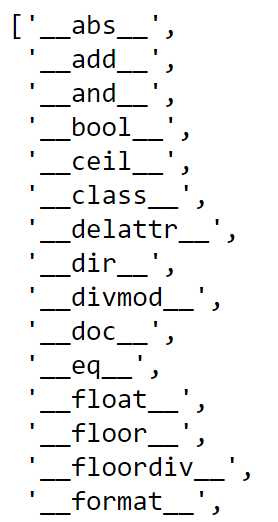 ['__abs__',
'__add__',
'__and__',
'__bool__',
'__ceil__',
'__class__',
'__delattr__',
'__dir__',
'__divmod__',
'__doc__',
'__eq__',
'__float__',
'__floor__',
'__floordiv__',
'__format__',